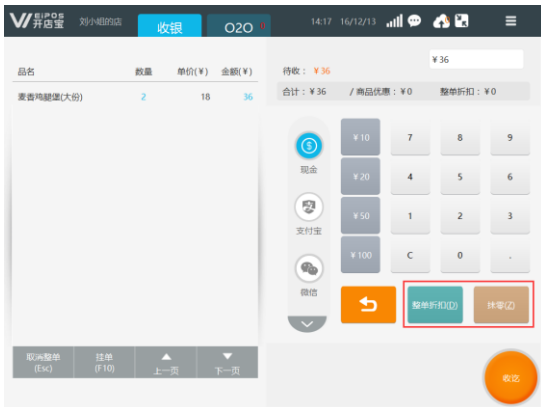 EIPOS
开店宝
刘小姐的店
收银
O2O
14:17 16/12/13
品名 数量 单价(¥) 金额(¥)
麦香鸡腿堡(大份) 2 18 36
待收： ¥36
¥36
合计：¥36 / 商品优惠：¥0 整单折扣：¥0
现金
支付宝
微信
¥10 7 8 9
¥20 4 5 6
¥50 1 2 3
¥100 C 0 .
整单折扣(D) 抹零(Z)
取消整单
(Esc)
挂单
(F10)
上一页
下一页
收讫